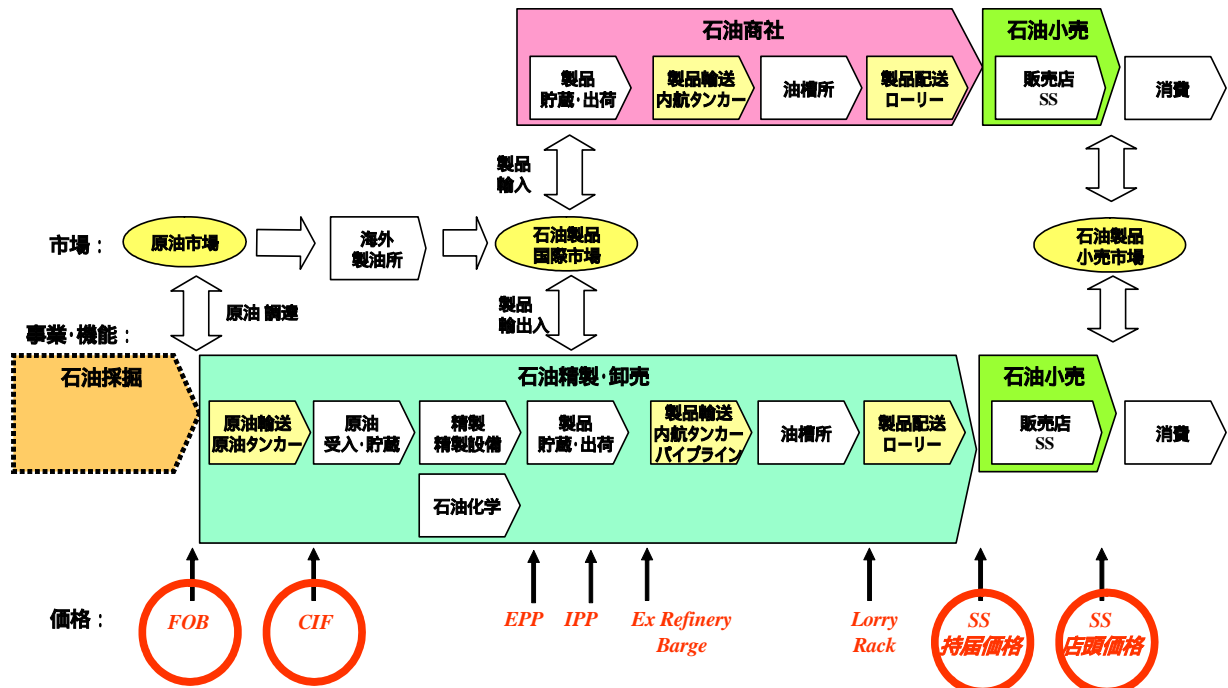 石油商社
石油小売
製品
貯蔵・出荷
製品輸送
内航タンカー
油槽所
製品配送
ローリー
販売店
SS
消費
製品
輸入
市場：
原油市場
海外
製油所
石油製品
国際市場
石油製品
小売市場
原油 調達
製品
輸出入
事業・機能：
石油採掘
石油精製・卸売
石油小売
原油輸送
原油タンカー
原油
受入・貯蔵
精製
精製設備
製品
貯蔵・出荷
製品輸送
内航タンカー
パイプライン
油槽所
製品配送
ローリー
販売店
SS
消費
石油化学
価格：
FOB
CIF
EPP
IPP
Ex Refinery
Barge
Lorry
Rack
SS
持届価格
SS
店頭価格